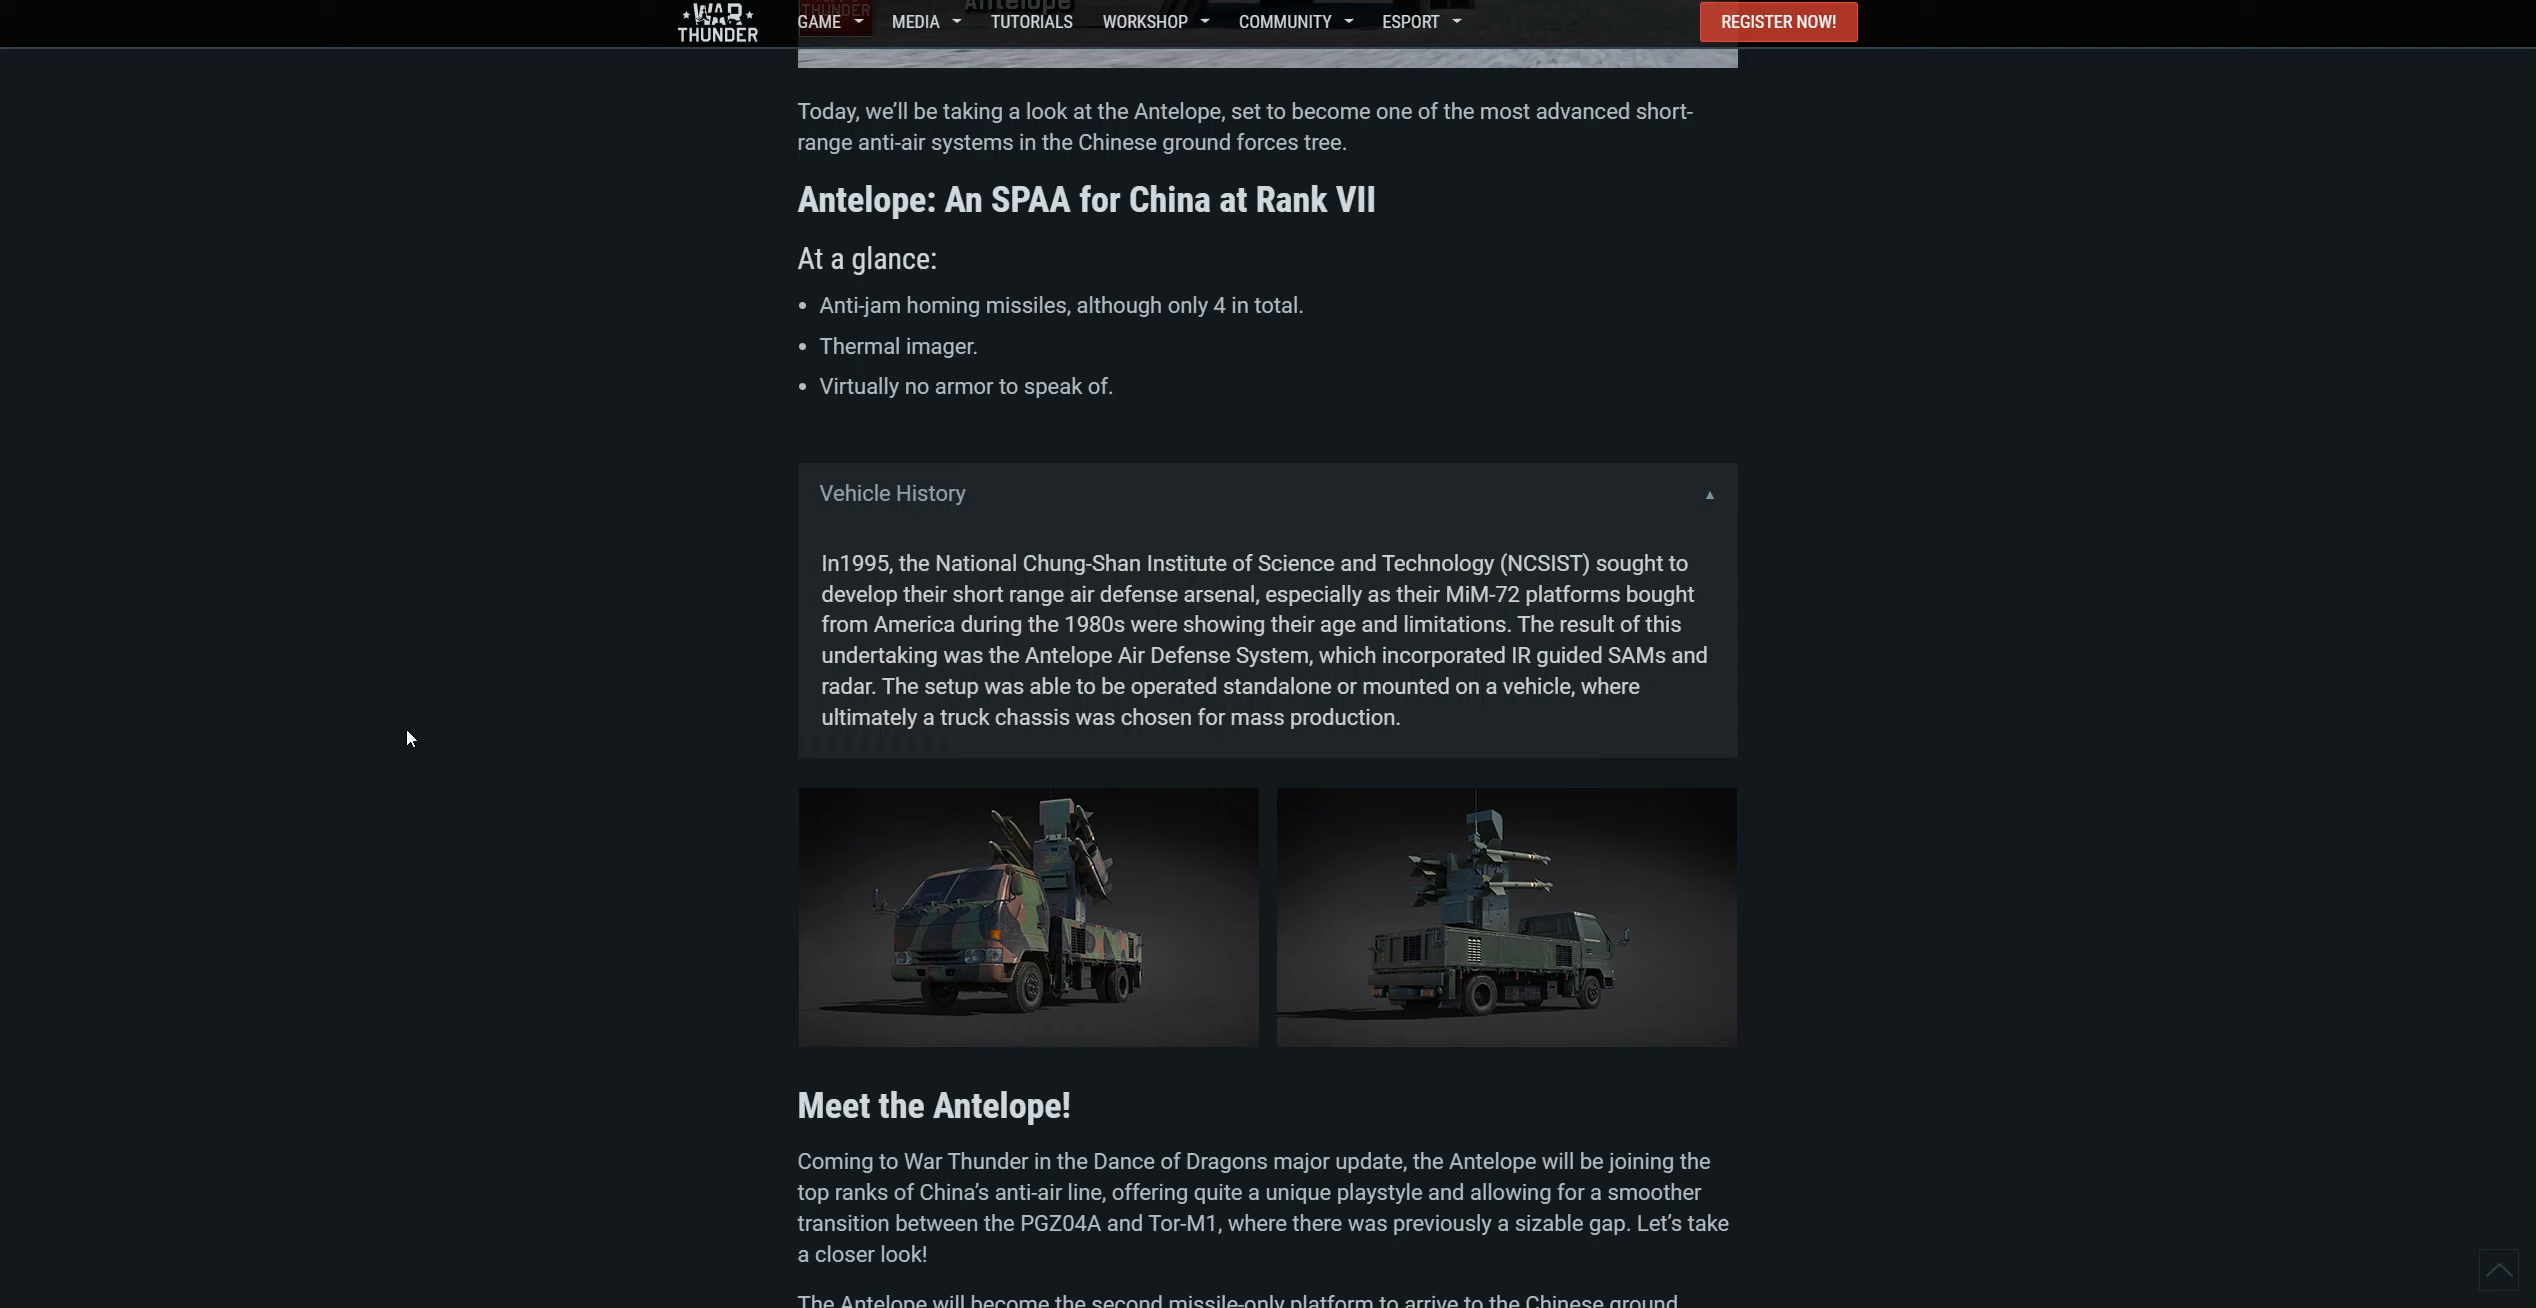 WAR
THUNDER
GAME MEDIA TUTORIALS WORKSHOP COMMUNITY ESPORT REGISTER NOW!
THUNDER
Antelope
Today, we’ll be taking a look at the Antelope, set to become one of the most advanced short-
range anti-air systems in the Chinese ground forces tree.
Antelope: An SPAA for China at Rank VII
At a glance:
• Anti-jam homing missiles, although only 4 in total.
• Thermal imager.
• Virtually no armor to speak of.
Vehicle History
In1995, the National Chung-Shan Institute of Science and Technology (NCSIST) sought to
develop their short range air defense arsenal, especially as their MiM-72 platforms bought
from America during the 1980s were showing their age and limitations. The result of this
undertaking was the Antelope Air Defense System, which incorporated IR guided SAMs and
radar. The setup was able to be operated standalone or mounted on a vehicle, where
ultimately a truck chassis was chosen for mass production.
Meet the Antelope!
Coming to War Thunder in the Dance of Dragons major update, the Antelope will be joining the
top ranks of China’s anti-air line, offering quite a unique playstyle and allowing for a smoother
transition between the PGZ04A and Tor-M1, where there was previously a sizable gap. Let’s take
a closer look!
The Antelope will become the second missile-only platform to arrive to the Chinese ground